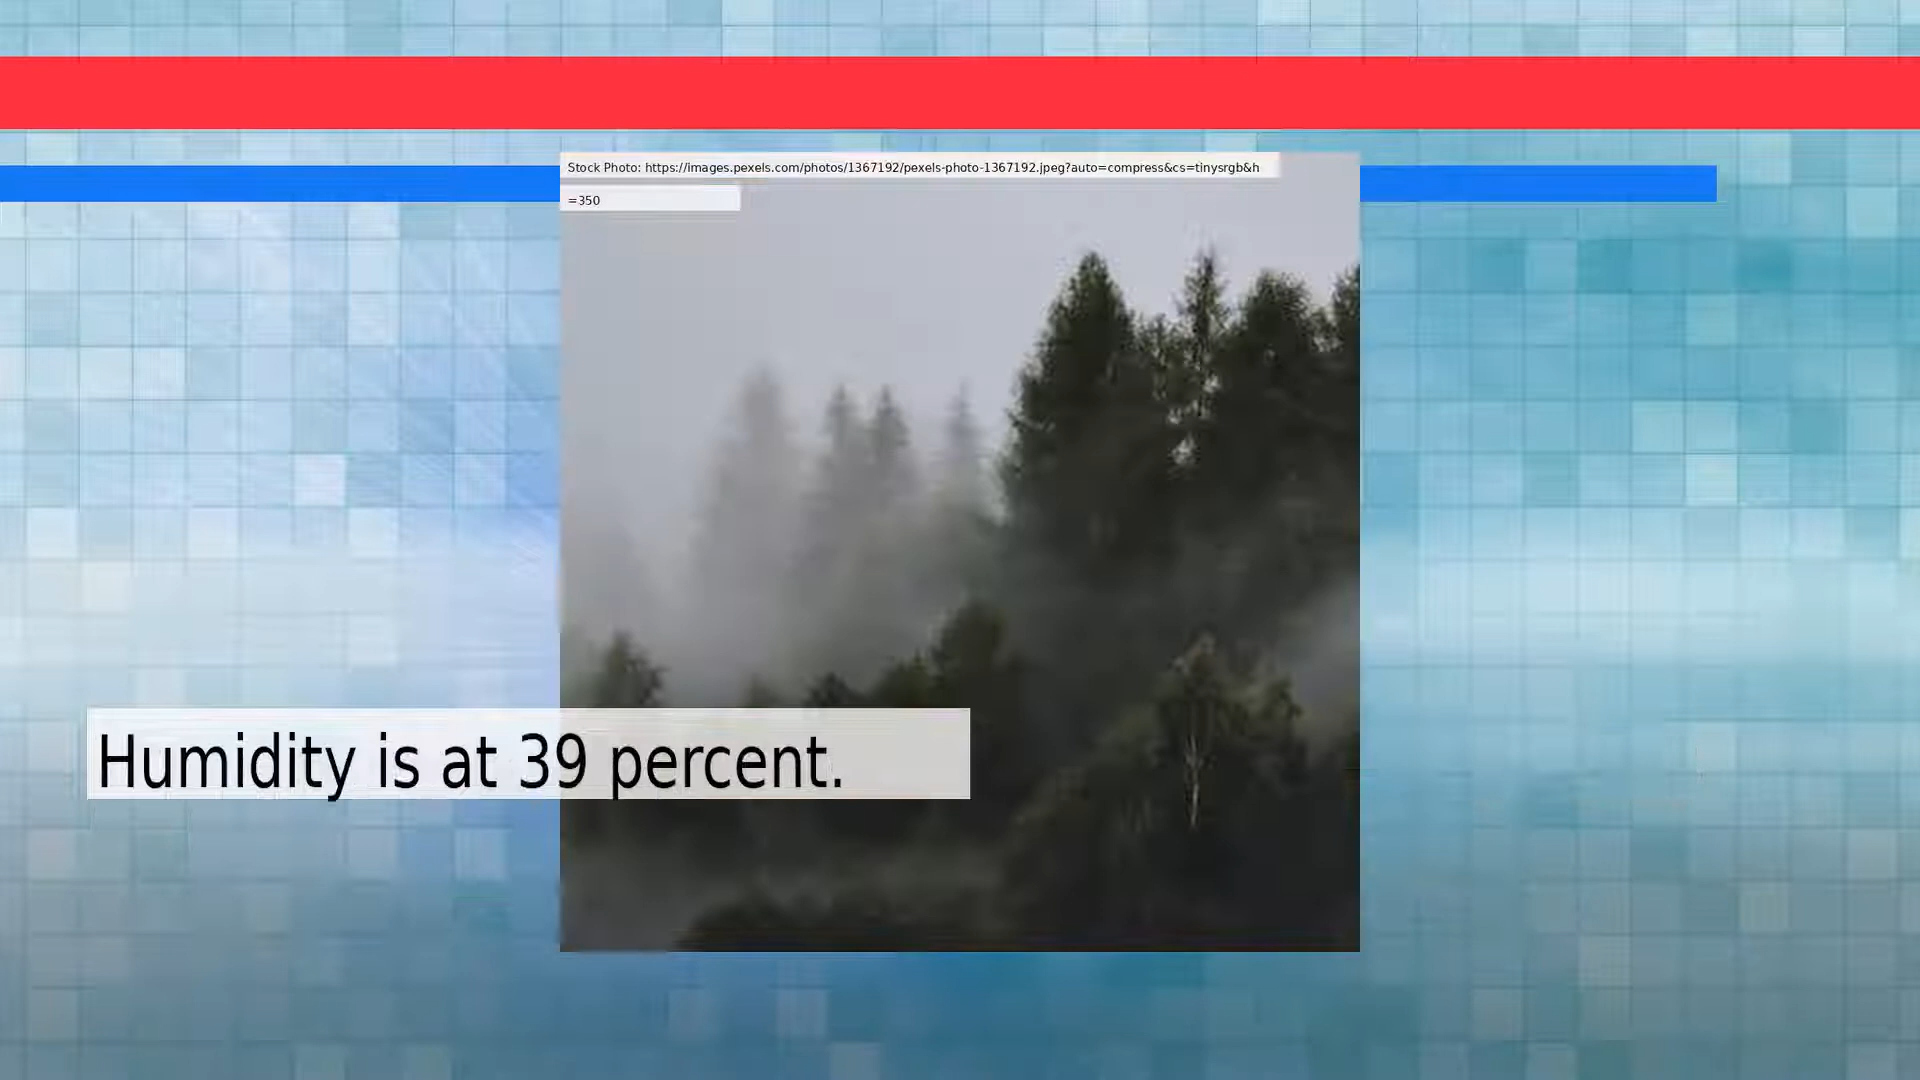 Stock Photo: https://images.pexels.com/photos/1367192/pexels-photo-1367192.jpeg?auto=compress&cs=tinysrgb&h
=350
Humidity is at 39 percent.